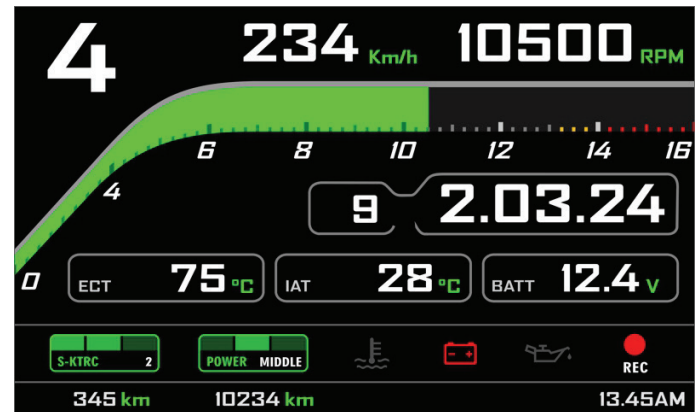 4 234 Km/h 10500 RPM
6 8 10 12 14 16
4
9 2.03.24
0 ECT 75 °C IAT 28 °C BATT 12.4 V
S-KTRC 2 POWER MIDDLE - + REC
345 km 10234 km 13.45AM